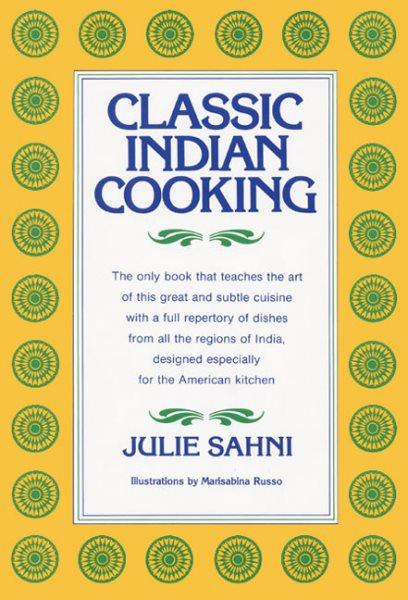 CLASSIC
INDIAN
COOKING
The only book that teaches the art
of this great and subtle cuisine
with a full repertory of dishes
from all the regions of India,
designed especially
for the American kitchen
JULIE SAHNI
Illustrations by Marisabina Russo